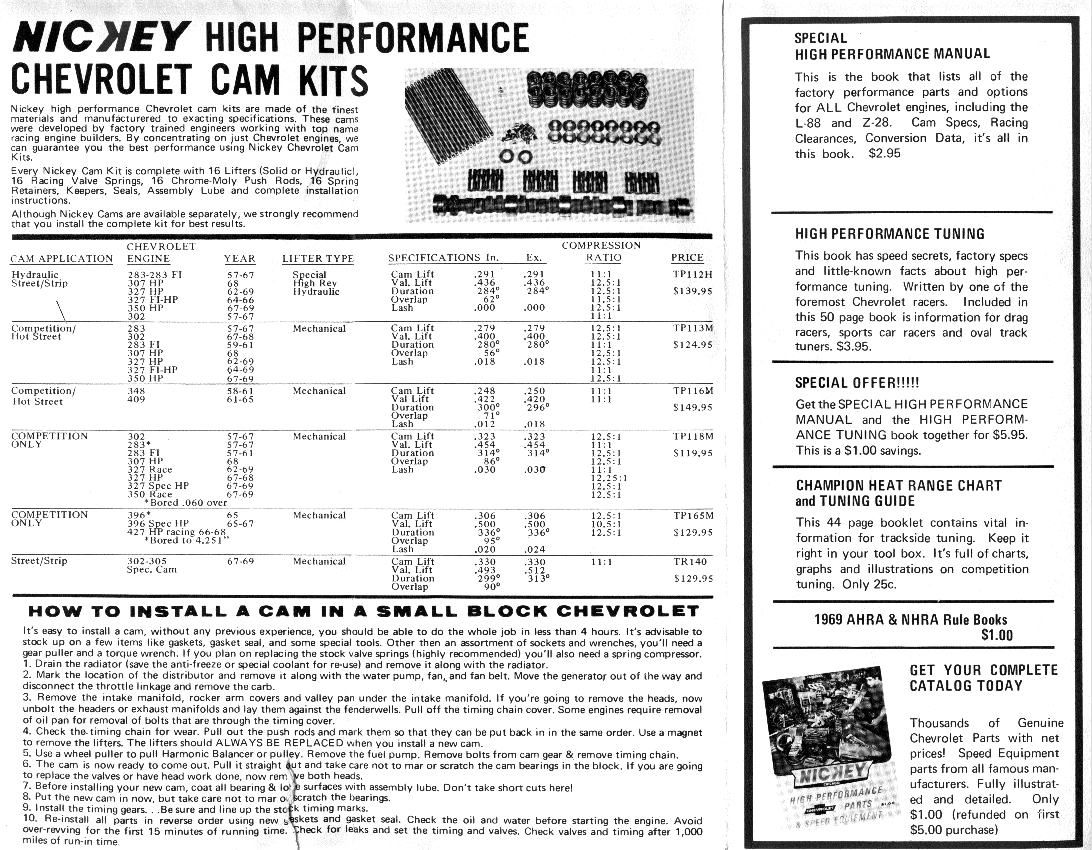 NICKEY HIGH PERFORMANCE
CHEVROLET CAM KITS
Nickey high performance Chevrolet cam kits are made of the finest
materials and manufacturered to exacting specifications. These cams
were developed by factory trained engineers working with top name
racing engine builders. By concentrating on just Chevrolet engines, we
can guarantee you the best performance using Nickey Chevrolet Cam
Kits.
Every Nickey Cam Kit is complete with 16 Lifters (Solid or Hydraulic),
16 Racing Valve Springs, 16 Chrome-Moly Push Rods, 16 Spring
Retainers, Keepers, Seals, Assembly Lube and complete installation
instructions.
Although Nickey Cams are available separately, we strongly recommend
that you install the complete kit for best results.
CHEVROLET COMPRESSION
CAM APPLICATION ENGINE YEAR LIFTER TYPE SPECIFICATIONS In. Ex. RATIO PRICE
Hydraulic 283-283 FI 57-67 Special Cam Lift .291 .291 11:1 TP112H
Street/Strip 307 HP 68 High Rev Val. Lift .436 .436 12.5:1
327 HP 62-69 Hydraulic Duration 284° 284° 12.5:1 $139.95
327 FI-HP 64-66 Overlap 62° 11.5:1
350 HP 67-69 Lash .000 .000 12.5:1
302 57-67 11:1
Competition/ 283 57-67 Mechanical Cam Lift .279 .279 12.5:1 TP113M
Hot Street 302 67-68 Val. Lift .400 .400 12.5:1
283 FI 59-61 Duration 280° 280° 11:1 $124.95
307 HP 68 Overlap 56° 12.5:1
327 HP 62-69 Lash .018 .018 12.5:1
327 FI-HP 64-69 11:1
350 HP 67-69 12.5:1
Competition/ 348 58-61 Mechanical Cam Lift .248 .250 11:1 TP116M
Hot Street 409 61-65 Val Lift .422 .420 11:1
Duration 300° 296° $149.95
Overlap 71°
Lash .012 .018
COMPETITION 302 57-67 Mechanical Cam Lift .323 .323 12.5:1 TP118M
ONLY 283* 57-67 Val. Lift .454 .454 11:1
283 FI 57-61 Duration 314° 314° 12.5:1 $119.95
307 HP 68 Overlap 86° 12.5:1
327 Race 62-69 Lash .030 .030 11:1
327 HP 67-68 12.25:1
327 Spec HP 67-69 12.5:1
350 Race 67-69 12.5:1
*Bored .060 over
COMPETITION 396* 65 Mechanical Cam Lift .306 .306 12.5:1 TP165M
ONLY 396 Spec HP 65-67 Val. Lift .500 .500 10.5:1
427 HP racing 66-68 Duration 336° 336° 12.5:1 $129.95
*Bored to 4.251" Overlap 95°
Lash .020 .024
Street/Strip 302-305 67-69 Mechanical Cam Lift .330 .330 11:1 TR140
Spec. Cam Val. Lift .493 .512
Duration 299° 313° $129.95
Overlap 90°
HOW TO INSTALL A CAM IN A SMALL BLOCK CHEVROLET
It's easy to install a cam, without any previous experience, you should be able to do the whole job in less than 4 hours. It's advisable to
stock up on a few items like gaskets, gasket seal, and some special tools. Other then an assortment of sockets and wrenches, you'll need a
gear puller and a torque wrench. If you plan on replacing the stock valve springs (highly recommended) you'll also need a spring compressor.
1. Drain the radiator (save the anti-freeze or special coolant for re-use) and remove it along with the radiator.
2. Mark the location of the distributor and remove it along with the water pump, fan, and fan belt. Move the generator out of the way and
disconnect the throttle linkage and remove the carb.
3. Remove the intake manifold, rocker arm covers and valley pan under the intake manifold. If you're going to remove the heads, now
unbolt the headers or exhaust manifolds and lay them against the fenderwells. Pull off the timing chain cover. Some engines require removal
of oil pan for removal of bolts that are through the timing cover.
4. Check the timing chain for wear. Pull out the push rods and mark them so that they can be put back in in the same order. Use a magnet
to remove the lifters. The lifters should ALWAYS BE REPLACED when you install a new cam.
5. Use a wheel puller to pull Harmonic Balancer or pulley. Remove the fuel pump. Remove bolts from cam gear & remove timing chain.
6. The cam is now ready to come out. Pull it straight out and take care not to mar or scratch the cam bearings in the block. If you are going
to replace the valves or have head work done, now remove both heads.
7. Before installing your new cam, coat all bearing & lobe surfaces with assembly lube. Don't take short cuts here!
8. Put the new cam in now, but take care not to mar or scratch the bearings.
9. Install the timing gears. . .Be sure and line up the stock timing marks.
10. Re-install all parts in reverse order using new gaskets and gasket seal. Check the oil and water before starting the engine. Avoid
over-revving for the first 15 minutes of running time. Check for leaks and set the timing and valves. Check valves and timing after 1,000
miles of run-in time.
SPECIAL
HIGH PERFORMANCE MANUAL
This is the book that lists all of the
factory performance parts and options
for ALL Chevrolet engines, including the
L-88 and Z-28. Cam Specs, Racing
Clearances, Conversion Data, it's all in
this book. $2.95
HIGH PERFORMANCE TUNING
This book has speed secrets, factory specs
and little-known facts about high per-
formance tuning. Written by one of the
foremost Chevrolet racers. Included in
this 50 page book is information for drag
racers, sports car racers and oval track
tuners. $3.95.
SPECIAL OFFER!!!!!
Get the SPECIAL HIGH PERFORMANCE
MANUAL and the HIGH PERFORM-
ANCE TUNING book together for $5.95.
This is a $1.00 savings.
CHAMPION HEAT RANGE CHART
and TUNING GUIDE
This 44 page booklet contains vital in-
formation for trackside tuning. Keep it
right in your tool box. It's full of charts,
graphs and illustrations on competition
tuning. Only 25c.
1969 AHRA & NHRA Rule Books
$1.00
GET YOUR COMPLETE
CATALOG TODAY
Thousands of Genuine
Chevrolet Parts with net
prices! Speed Equipment
parts from all famous man-
ufacturers. Fully illustrat-
ed and detailed. Only
$1.00 (refunded on first
$5.00 purchase)
NICKEY
HIGH PERFORMANCE
CHEVROLET PARTS
& SPEED EQUIPMENT